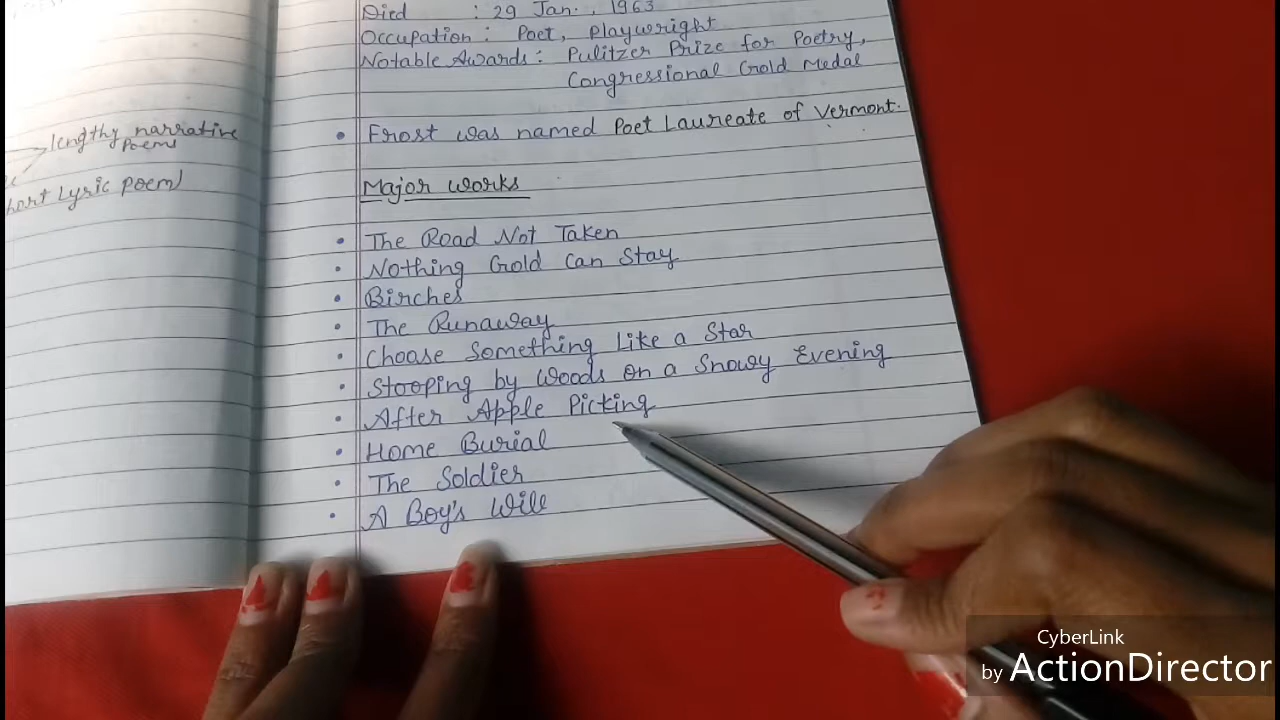 lengthy narrative
Poems
hort Lyric poem
Died : 29 Jan., 1963
Occupation : Poet, playwright
Notable Awards : Pulitzer Prize for Poetry,
Congressional Gold Medal
• Frost was named Poet Laureate of Vermont.
Major works
• The Road Not Taken
• Nothing Gold Can Stay
• Birches
• The Runaway
• Choose Something Like a Star
• Stooping by Woods on a Snowy Evening
• After Apple Picking
• Home Burial
• The Soldier
• A Boy's Will
CyberLink
by ActionDirector